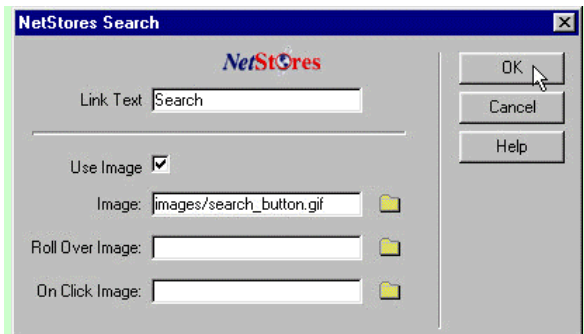 NetStores Search
NetStores
OK
Link Text Search
Cancel
Help
Use Image
Image: images/search_button.gif
Roll Over Image:
On Click Image: